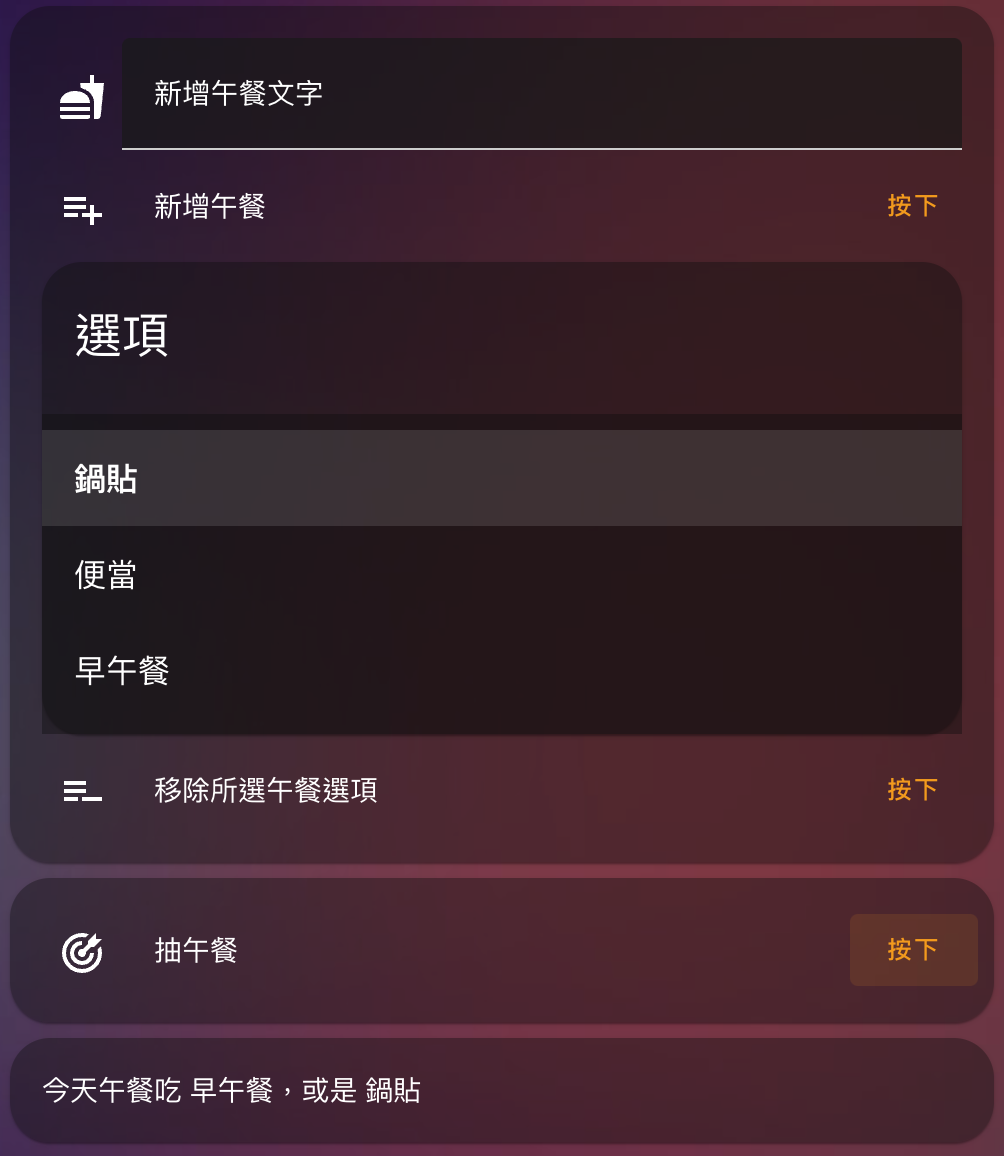 新增午餐文字
新增午餐 按下
選項
鍋貼
便當
早午餐
移除所選午餐選項 按下
抽午餐 按下
今天午餐吃 早午餐，或是 鍋貼